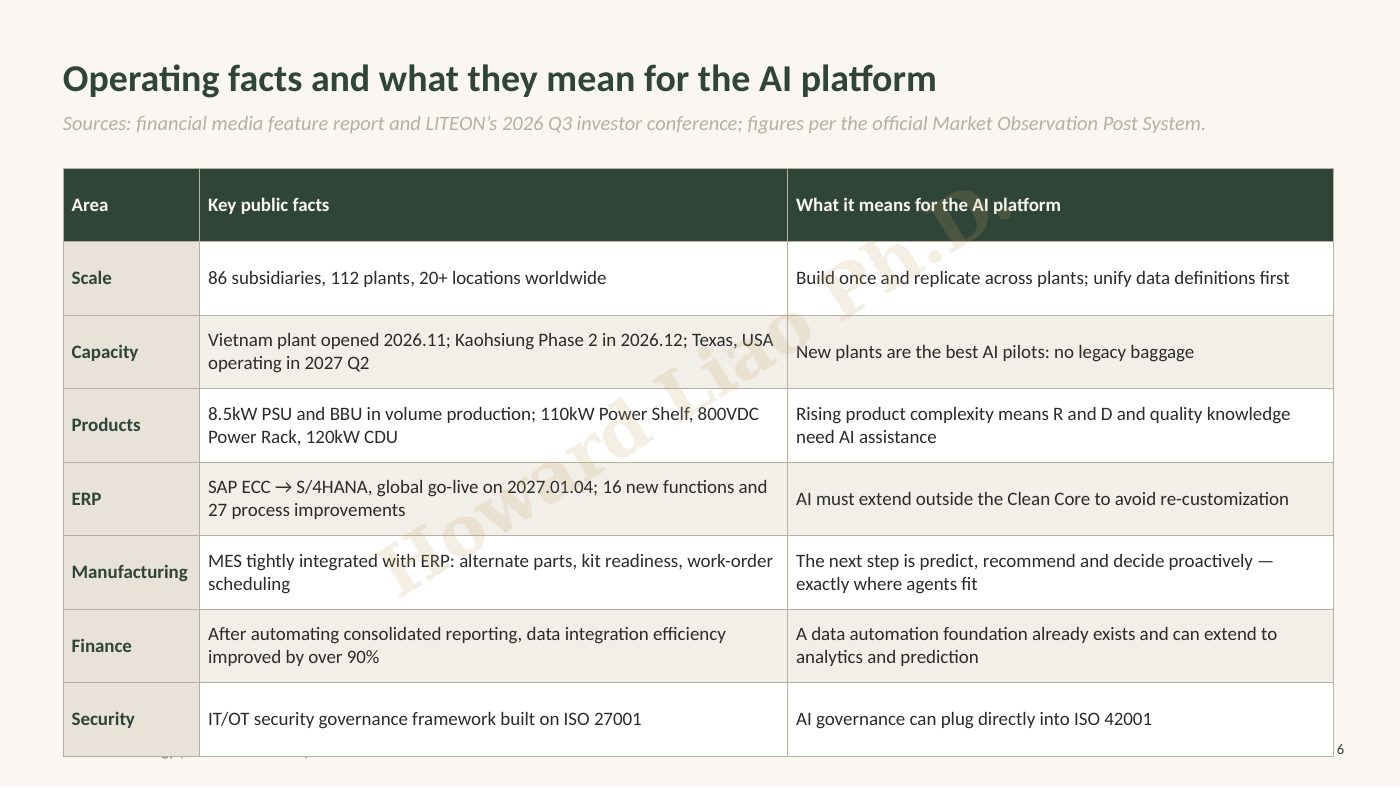 Operating facts and what they mean for the AI platform
Sources: financial media feature report and LITEON’s 2026 Q3 investor conference; figures per the official Market Observation Post System.
Area
Key public facts
What it means for the AI platform
Scale
86 subsidiaries, 112 plants, 20+ locations worldwide
Build once and replicate across plants; unify data definitions first
Capacity
Vietnam plant opened 2026.11; Kaohsiung Phase 2 in 2026.12; Texas, USA
operating in 2027 Q2
New plants are the best AI pilots: no legacy baggage
Products
8.5kW PSU and BBU in volume production; 110kW Power Shelf, 800VDC
Power Rack, 120kW CDU
Rising product complexity means R and D and quality knowledge
need AI assistance
ERP
SAP ECC → S/4HANA, global go-live on 2027.01.04; 16 new functions and
27 process improvements
AI must extend outside the Clean Core to avoid re-customization
Manufacturing
MES tightly integrated with ERP: alternate parts, kit readiness, work-order
scheduling
The next step is predict, recommend and decide proactively —
exactly where agents fit
Finance
After automating consolidated reporting, data integration efficiency
improved by over 90%
A data automation foundation already exists and can extend to
analytics and prediction
Security
IT/OT security governance framework built on ISO 27001
AI governance can plug directly into ISO 42001
Howard Liao Ph.D.
6